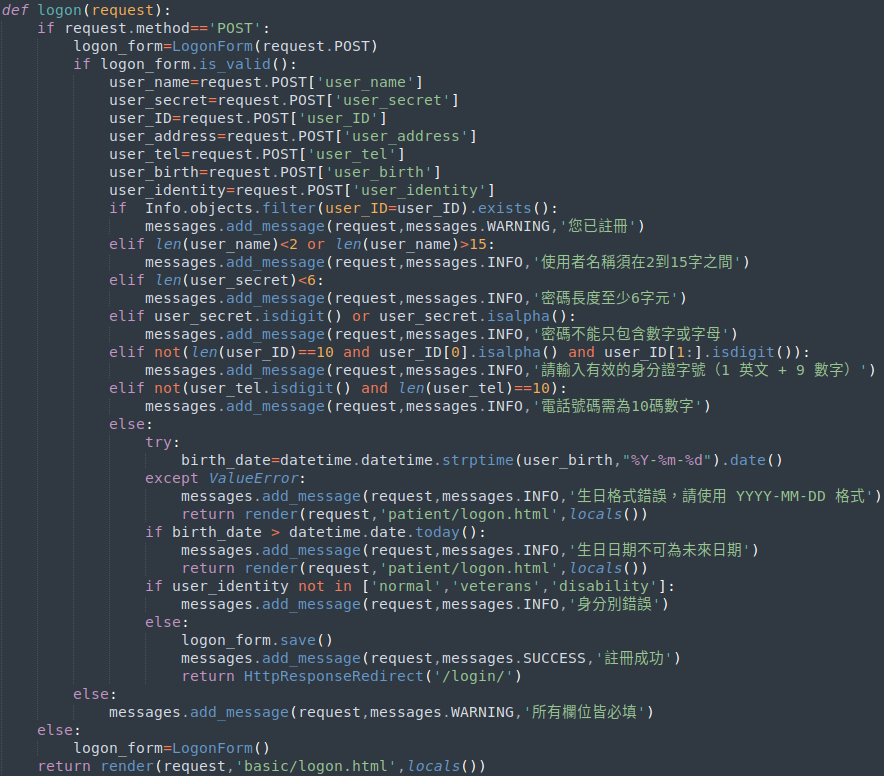 def logon(request):
    if request.method=='POST':
        logon_form=LogonForm(request.POST)
        if logon_form.is_valid():
            user_name=request.POST['user_name']
            user_secret=request.POST['user_secret']
            user_ID=request.POST['user_ID']
            user_address=request.POST['user_address']
            user_tel=request.POST['user_tel']
            user_birth=request.POST['user_birth']
            user_identity=request.POST['user_identity']
            if  Info.objects.filter(user_ID=user_ID).exists():
                messages.add_message(request,messages.WARNING,'您已註冊')
            elif len(user_name)<2 or len(user_name)>15:
                messages.add_message(request,messages.INFO,'使用者名稱須在2到15字之間')
            elif len(user_secret)<6:
                messages.add_message(request,messages.INFO,'密碼長度至少6字元')
            elif user_secret.isdigit() or user_secret.isalpha():
                messages.add_message(request,messages.INFO,'密碼不能只包含數字或字母')
            elif not(len(user_ID)==10 and user_ID[0].isalpha() and user_ID[1:].isdigit()):
                messages.add_message(request,messages.INFO,'請輸入有效的身分證字號（1 英文 + 9 數字）')
            elif not(user_tel.isdigit() and len(user_tel)==10):
                messages.add_message(request,messages.INFO,'電話號碼需為10碼數字')
            else:
                try:
                    birth_date=datetime.datetime.strptime(user_birth,"%Y-%m-%d").date()
                except ValueError:
                    messages.add_message(request,messages.INFO,'生日格式錯誤，請使用 YYYY-MM-DD 格式')
                    return render(request,'patient/logon.html',locals())
                if birth_date > datetime.date.today():
                    messages.add_message(request,messages.INFO,'生日日期不可為未來日期')
                    return render(request,'patient/logon.html',locals())
                if user_identity not in ['normal','veterans','disability']:
                    messages.add_message(request,messages.INFO,'身分別錯誤')
                else:
                    logon_form.save()
                    messages.add_message(request,messages.SUCCESS,'註冊成功')
                    return HttpResponseRedirect('/login/')
        else:
            messages.add_message(request,messages.WARNING,'所有欄位皆必填')
    else:
        logon_form=LogonForm()
    return render(request,'basic/logon.html',locals())